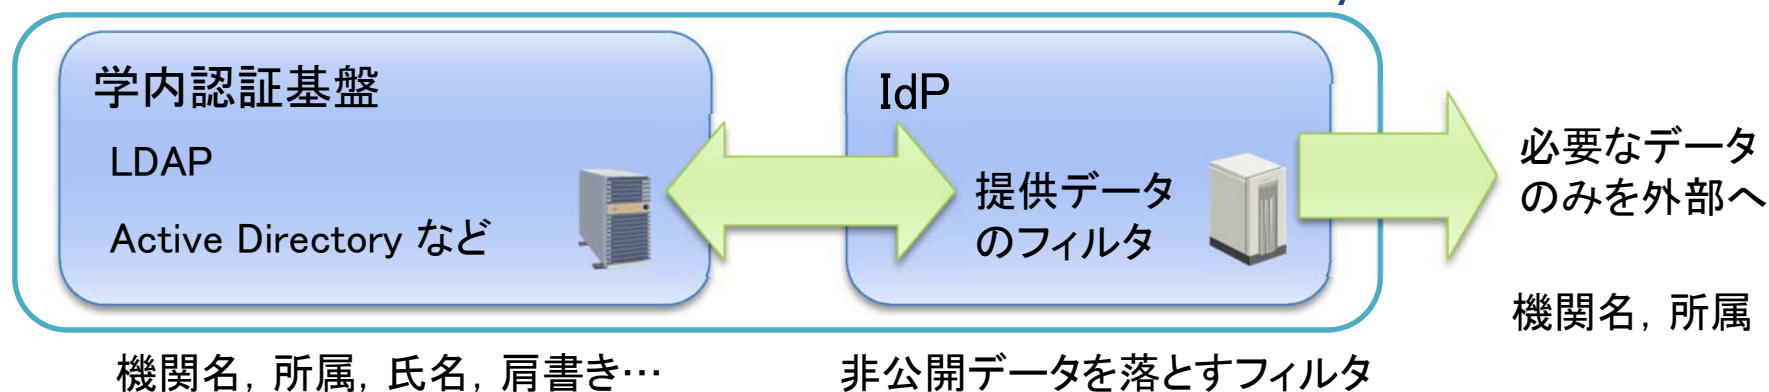 学内認証基盤
LDAP
Active Directory など
IdP
提供データ
のフィルタ
必要なデータ
のみを外部へ
機関名, 所属
機関名, 所属, 氏名, 肩書き…
非公開データを落とすフィルタ